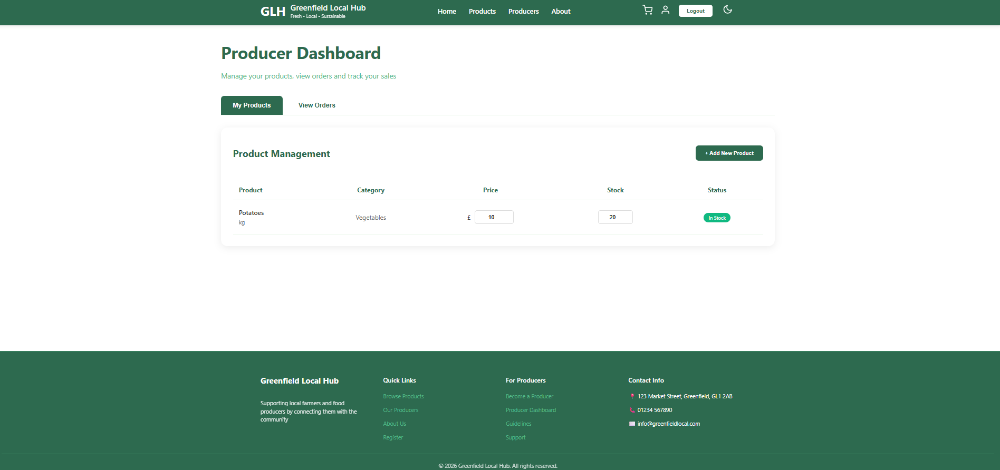 GLH
Greenfield Local Hub
Fresh • Local • Sustainable
Home
Products
Producers
About
Logout
Producer Dashboard
Manage your products, view orders and track your sales
My Products
View Orders
Product Management
+ Add New Product
Product
Category
Price
Stock
Status
Potatoes
kg
Vegetables
£
10
20
In Stock
Greenfield Local Hub
Supporting local farmers and food
producers by connecting them with the
community
Quick Links
Browse Products
Our Producers
About Us
Register
For Producers
Become a Producer
Producer Dashboard
Guidelines
Support
Contact Info
123 Market Street, Greenfield, GL1 2AB
01234 567890
info@greenfieldlocal.com
© 2026 Greenfield Local Hub. All rights reserved.